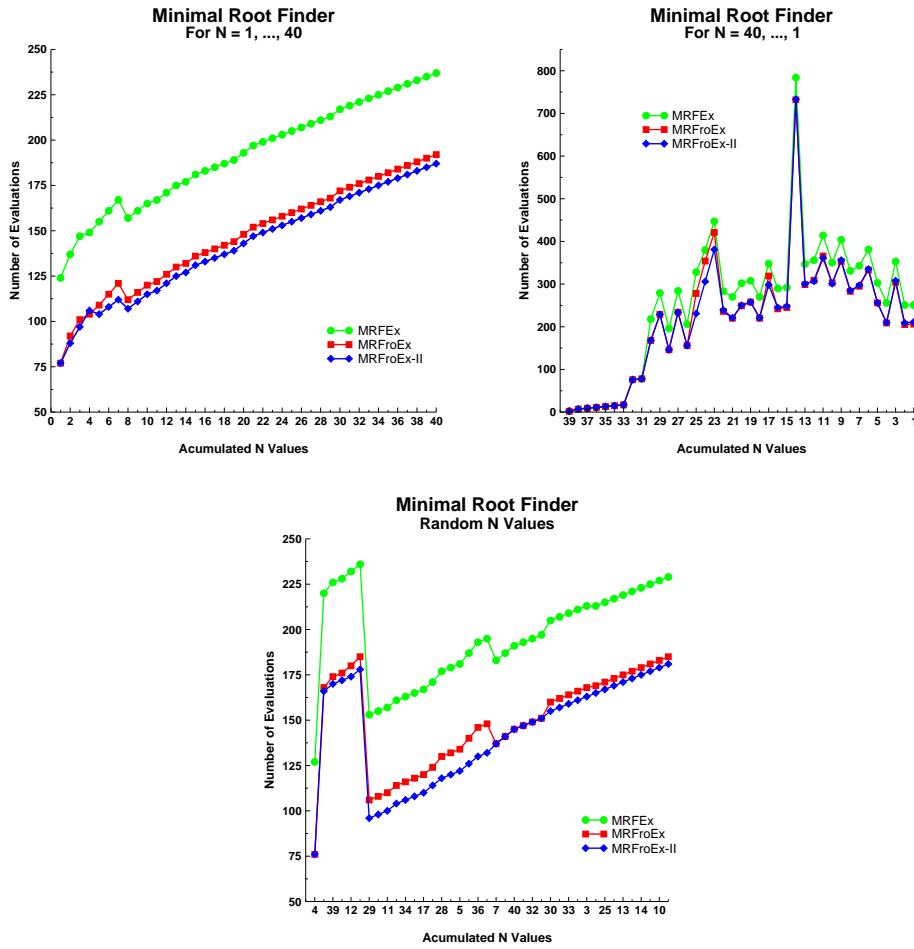 Minimal Root Finder
For N = 1, ..., 40
250
225
200
175
150
125
100
75
50
Number of Evaluations
MRFEx
MRFroEx
MRFroEx-II
0 2 4 6 8 10 12 14 16 18 20 22 24 26 28 30 32 34 36 38 40
Acumulated N Values
Minimal Root Finder
For N = 40, ..., 1
800
700
600
500
400
300
200
100
0
Number of Evaluations
MRFEx
MRFroEx
MRFroEx-II
39 37 35 33 31 29 27 25 23 21 19 17 15 13 11 9 7 5 3 1
Acumulated N Values
Minimal Root Finder
Random N Values
250
225
200
175
150
125
100
75
50
Number of Evaluations
MRFEx
MRFroEx
MRFroEx-II
4 39 12 29 11 34 17 28 5 36 7 40 32 30 33 3 25 13 14 10
Acumulated N Values